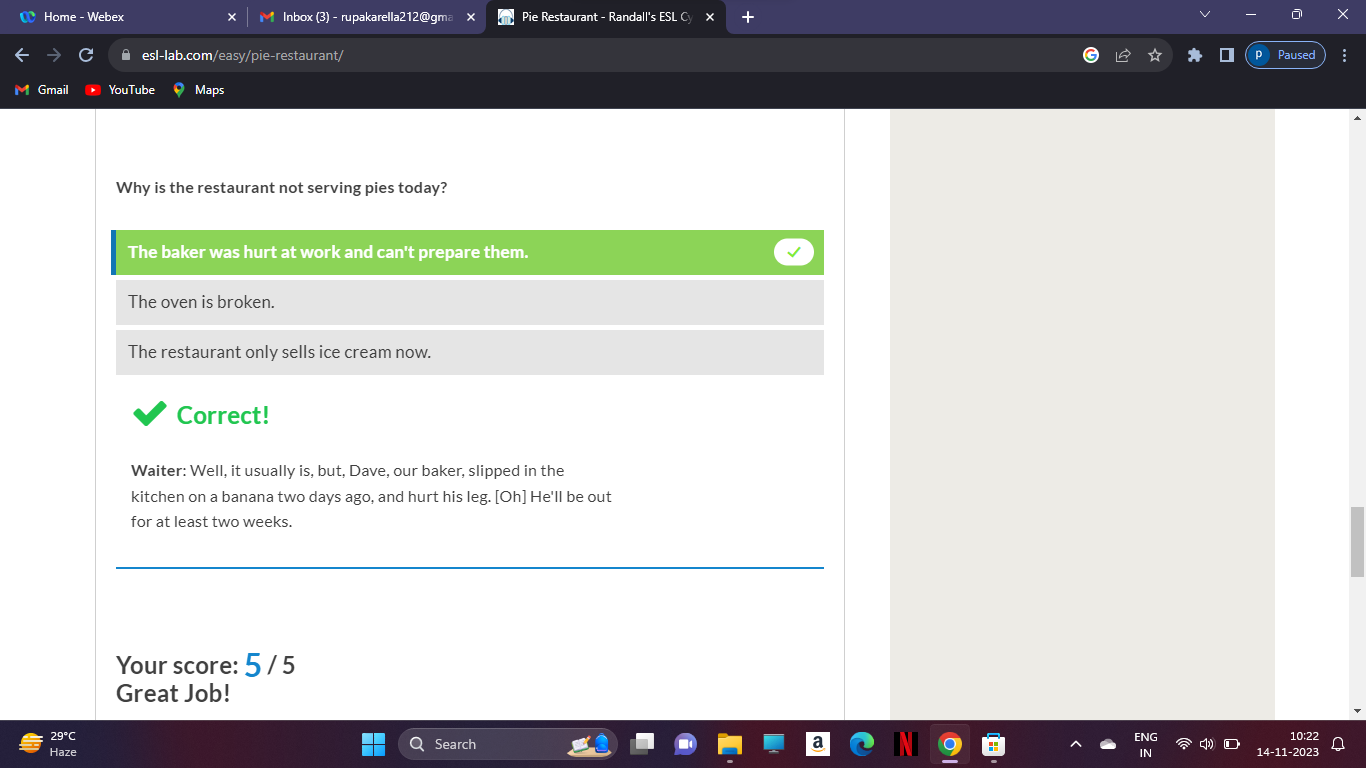 Home - Webex
Inbox (3) - rupakarella212@gma
Pie Restaurant - Randall's ESL Cy
esl-lab.com/easy/pie-restaurant/
p Paused
Gmail YouTube Maps
Why is the restaurant not serving pies today?
The baker was hurt at work and can't prepare them.
The oven is broken.
The restaurant only sells ice cream now.
Correct!
Waiter: Well, it usually is, but, Dave, our baker, slipped in the
kitchen on a banana two days ago, and hurt his leg. [Oh] He'll be out
for at least two weeks.
Your score: 5 / 5
Great Job!
29°C
Haze
Search
a
N
ENG
IN
10:22
14-11-2023